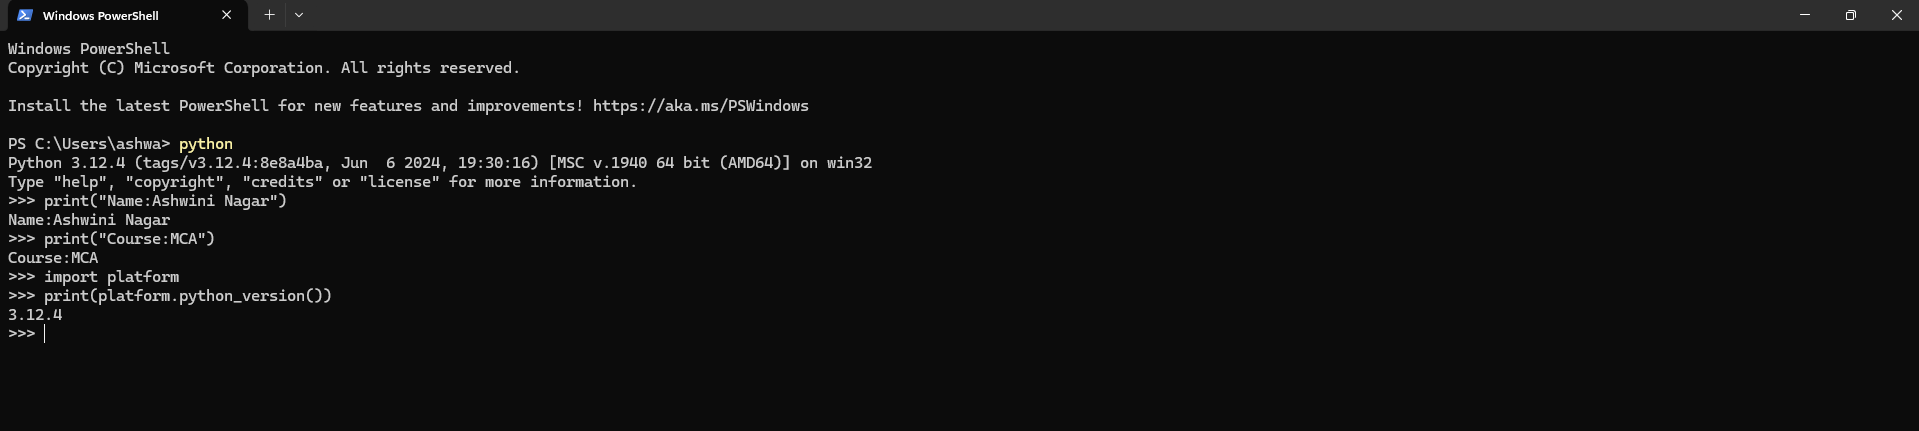 Windows PowerShell
Windows PowerShell
Copyright (C) Microsoft Corporation. All rights reserved.
Install the latest PowerShell for new features and improvements! https://aka.ms/PSWindows
PS C:\Users\ashwa> python
Python 3.12.4 (tags/v3.12.4:8e8a4ba, Jun  6 2024, 19:30:16) [MSC v.1940 64 bit (AMD64)] on win32
Type "help", "copyright", "credits" or "license" for more information.
>>> print("Name:Ashwini Nagar")
Name:Ashwini Nagar
>>> print("Course:MCA")
Course:MCA
>>> import platform
>>> print(platform.python_version())
3.12.4
>>>